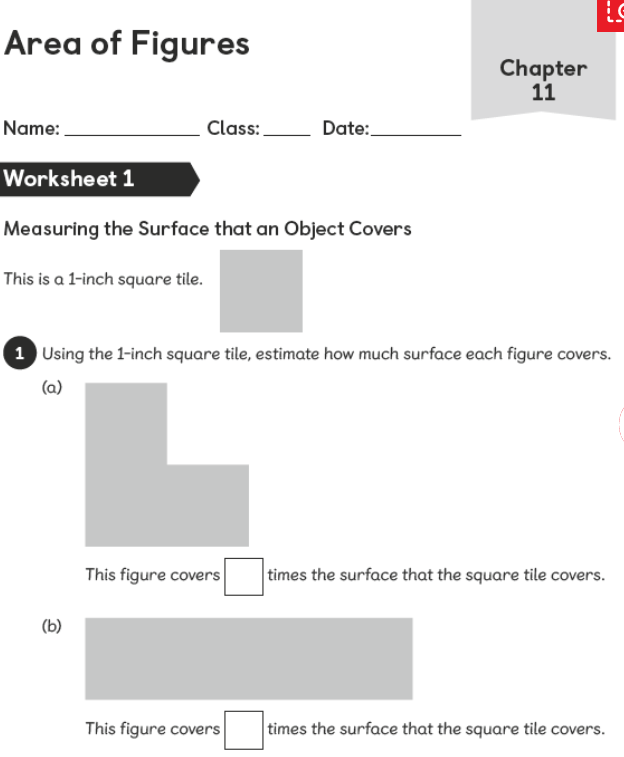 Area of Figures
Chapter
11
Name: ______________ Class: _____ Date: _________
Worksheet 1
Measuring the Surface that an Object Covers
This is a 1-inch square tile.
1 Using the 1-inch square tile, estimate how much surface each figure covers.
(a)
This figure covers times the surface that the square tile covers.
(b)
This figure covers times the surface that the square tile covers.